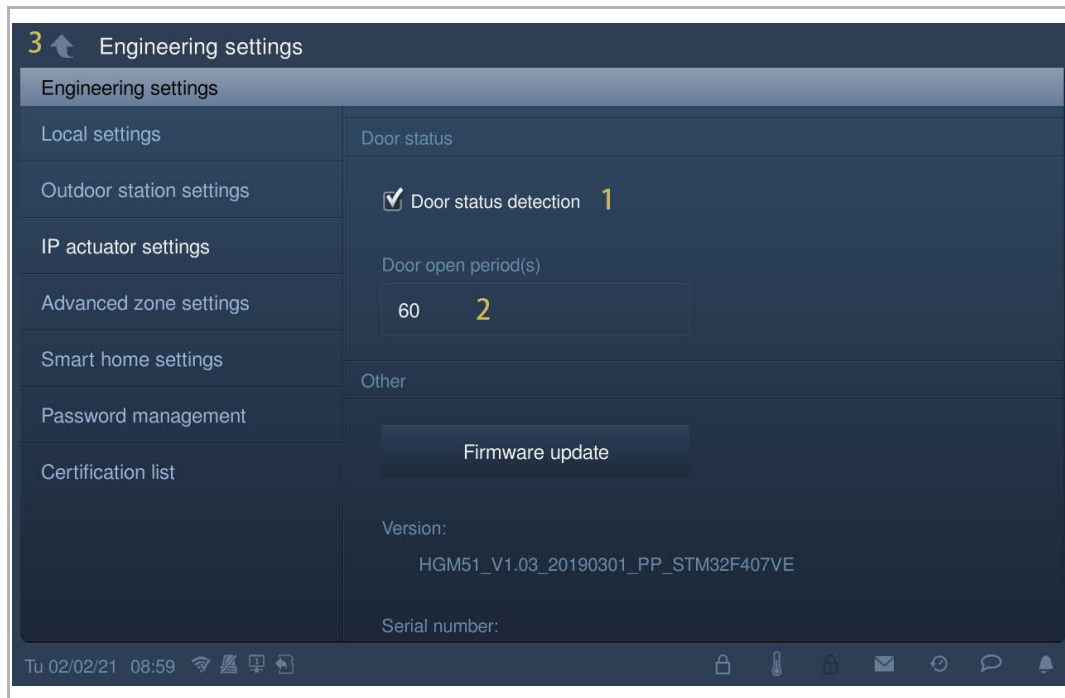 3 Engineering settings
Engineering settings
Local settings
Outdoor station settings
IP actuator settings
Advanced zone settings
Smart home settings
Password management
Certification list
Door status
Door status detection 1
Door open period(s)
60 2
Other
Firmware update
Version:
HGM51_V1.03_20190301_PP_STM32F407VE
Serial number:
Tu 02/02/21 08:59